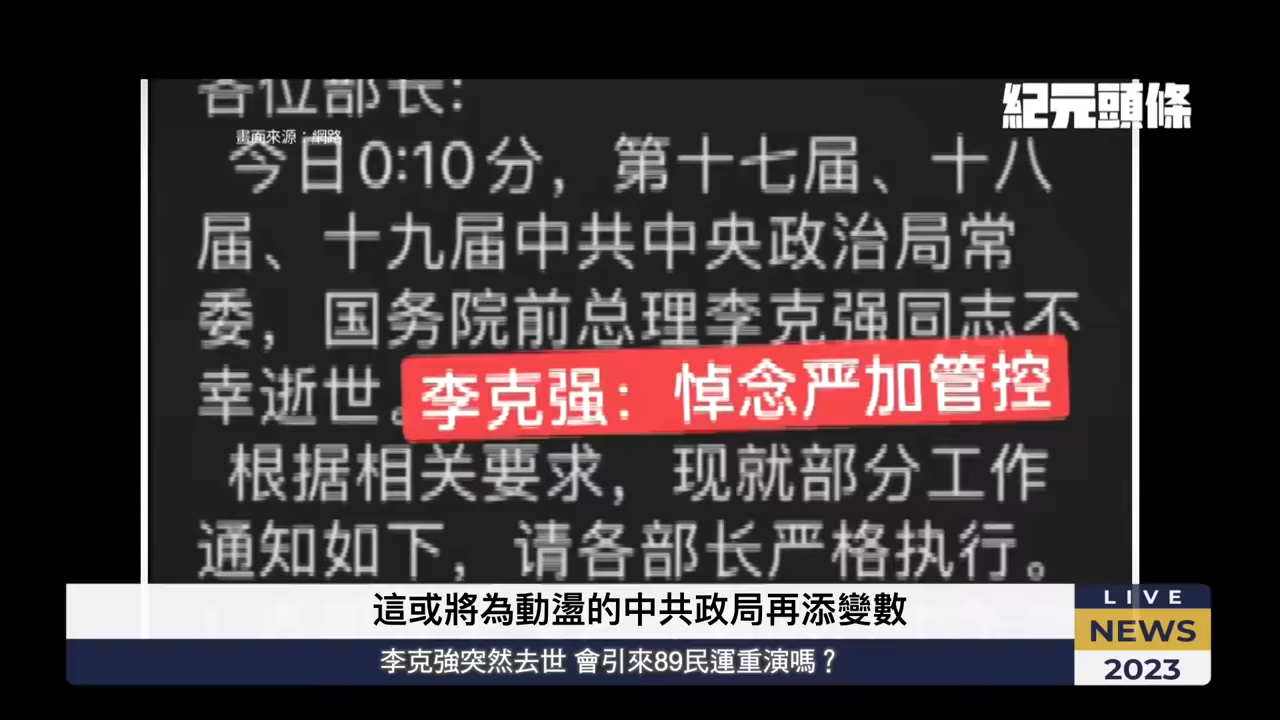 各位部长:
紀元頭條
畫面來源：網路
今日0:10分，第十七届、十八
届、十九届中共中央政治局常
委，国务院前总理李克强同志不
幸逝世。
李克强：悼念严加管控
根据相关要求，现就部分工作
通知如下，请各部长严格执行。
這或將為動盪的中共政局再添變數
李克強突然去世 會引來89民運重演嗎？
LIVE
NEWS
2023